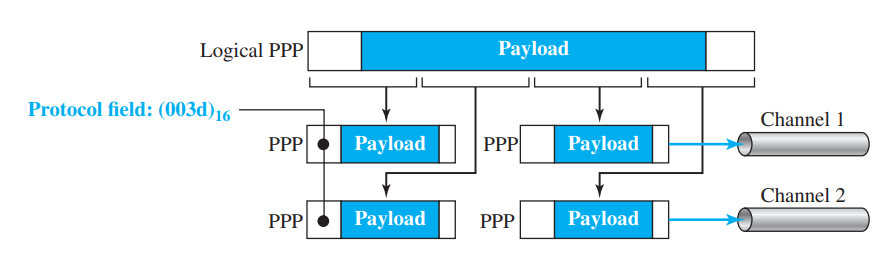 Logical PPP
Payload
Protocol field: (003d)16
Channel 1
PPP
Payload
PPP
Payload
Channel 2
PPP
Payload
PPP
Payload